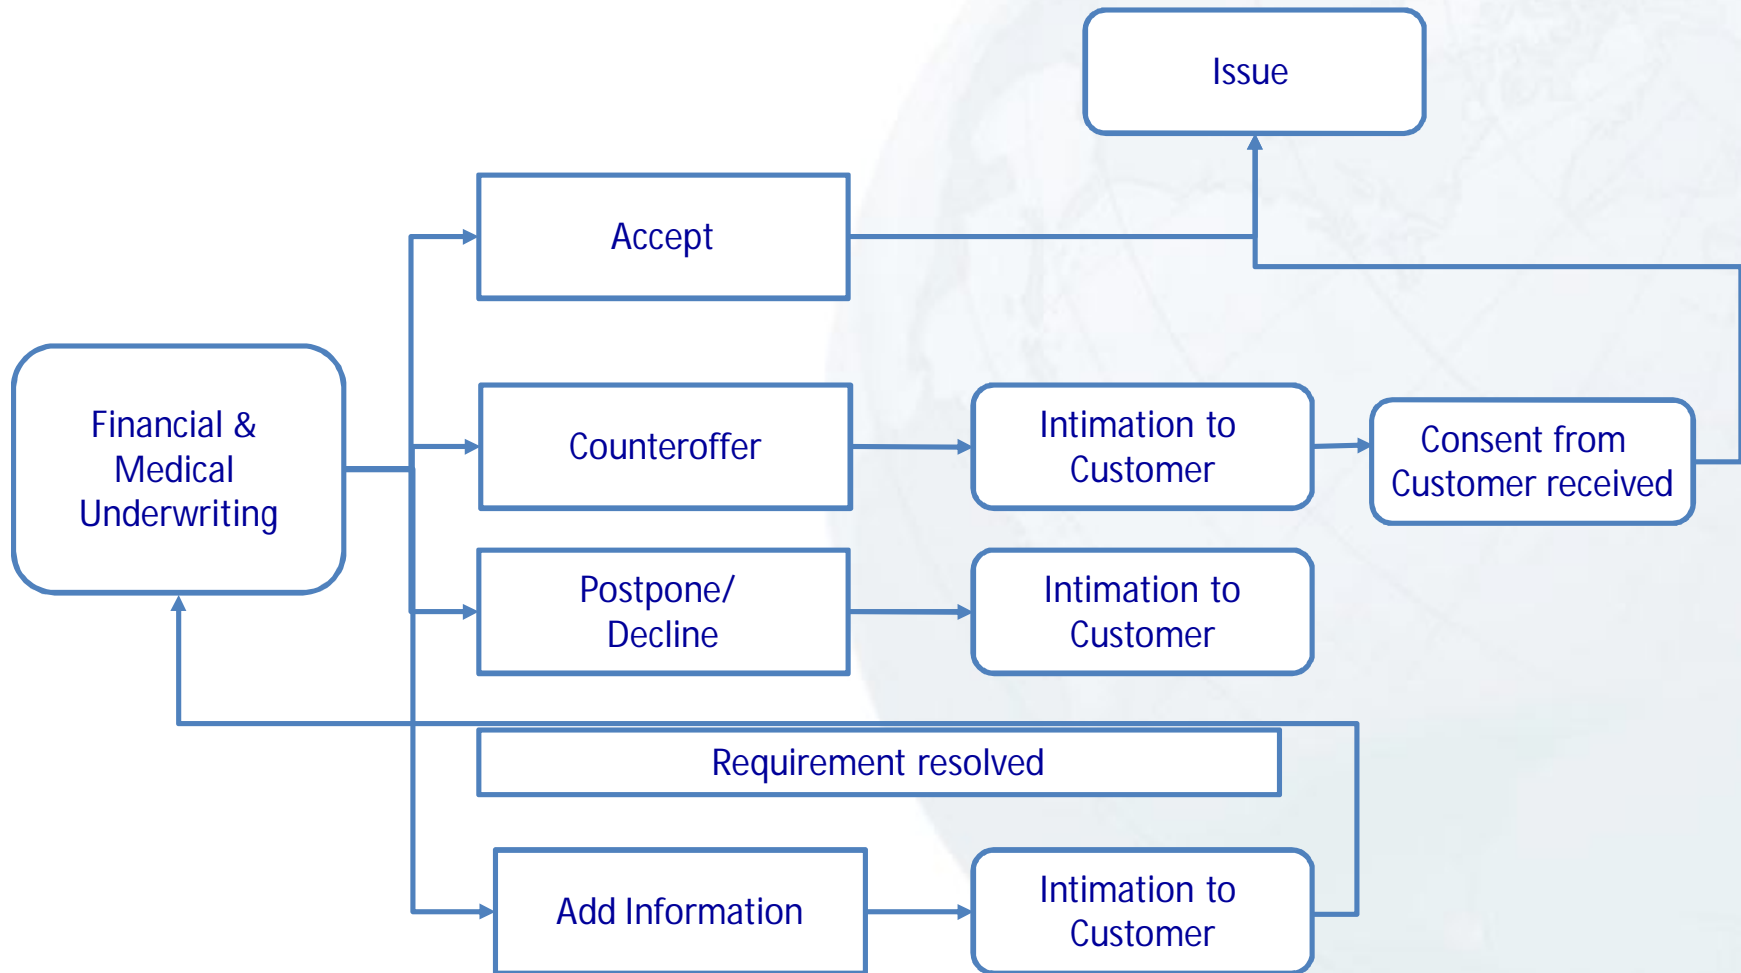 Issue
Accept
Financial &
Medical
Underwriting
Counteroffer
Intimation to
Customer
Consent from
Customer received
Postpone/
Decline
Intimation to
Customer
Requirement resolved
Add Information
Intimation to
Customer